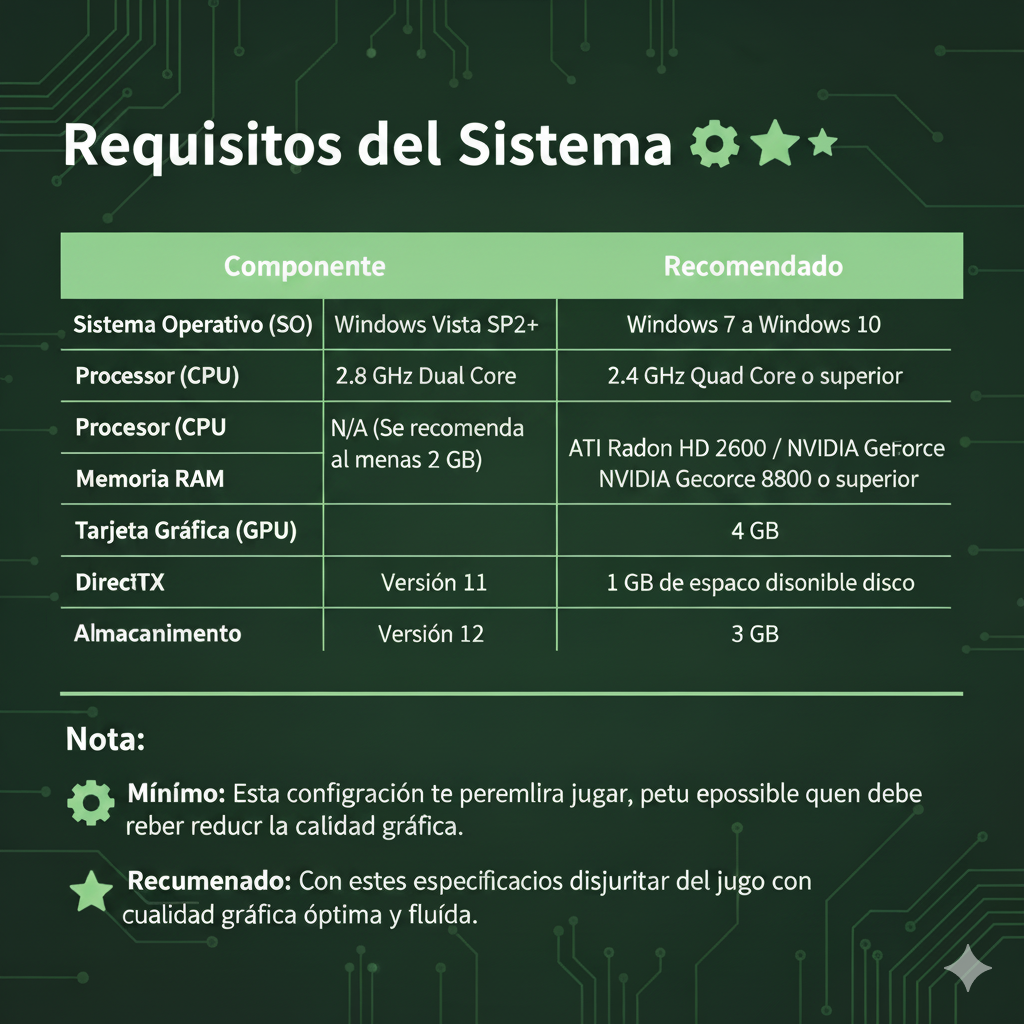 Requisitos del Sistema
Componente Recomendado
Sistema Operativo (SO) Windows Vista SP2+ Windows 7 a Windows 10
Processor (CPU) 2.8 GHz Dual Core 2.4 GHz Quad Core o superior
Procesor (CPU N/A (Se recomenda
al menas 2 GB) ATI Radon HD 2600 / NVIDIA Geforce
Memoria RAM NVIDIA Gecorce 8800 o superior
Tarjeta Gráfica (GPU) 4 GB
DirectTX Versión 11 1 GB de espaco disonible disco
Almacanimento Versión 12 3 GB
Nota:
Mínímo: Esta configración te peremlira jugar, petu epossible quen debe
reber reducr la calidad gráfica.
Recumenado: Con estes especificacios disjuritar del jugo con
cualidad gráfica óptima y fluída.